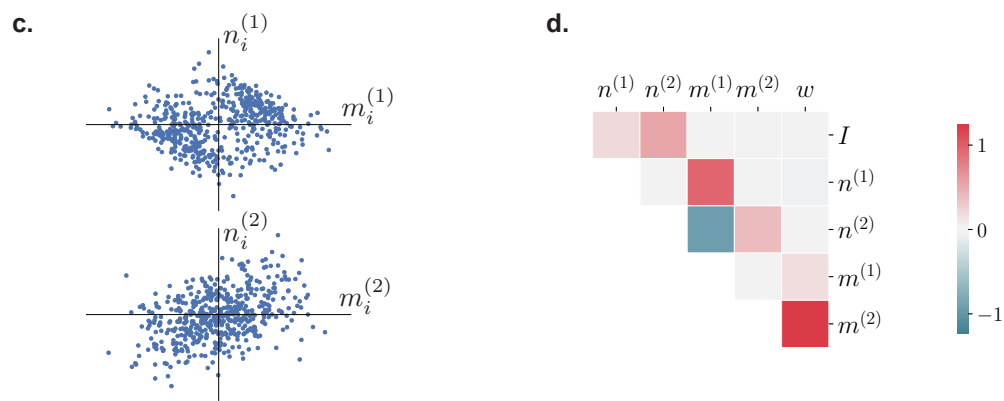 c.
n_i^{(1)}
m_i^{(1)}
n_i^{(2)}
m_i^{(2)}
d.
n^{(1)} n^{(2)} m^{(1)} m^{(2)} w
I
n^{(1)}
n^{(2)}
m^{(1)}
m^{(2)}
1
0
−1